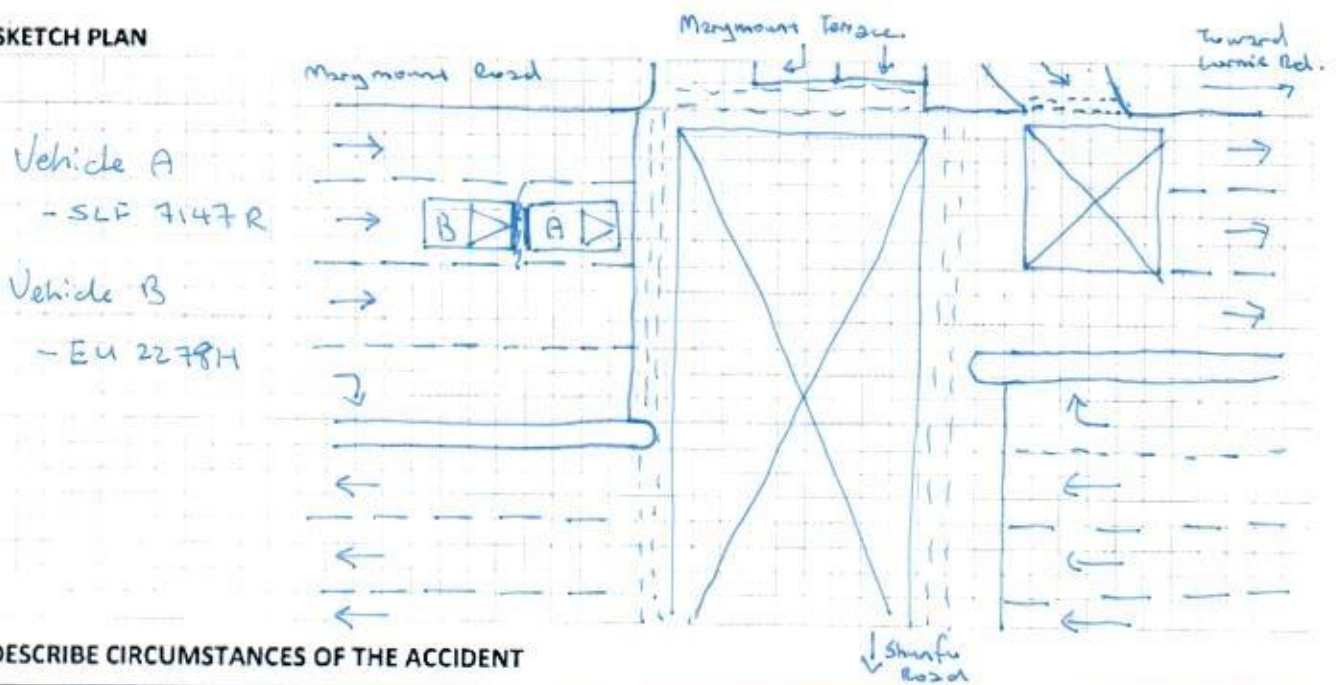 SKETCH PLAN
Marymount Terrace.
Toward
Lornie Rd.
Marymount Road
Vehicle A
- SLF 7147R
B
A
Vehicle B
- EU 2278H
DESCRIBE CIRCUMSTANCES OF THE ACCIDENT
Shunfu
Road